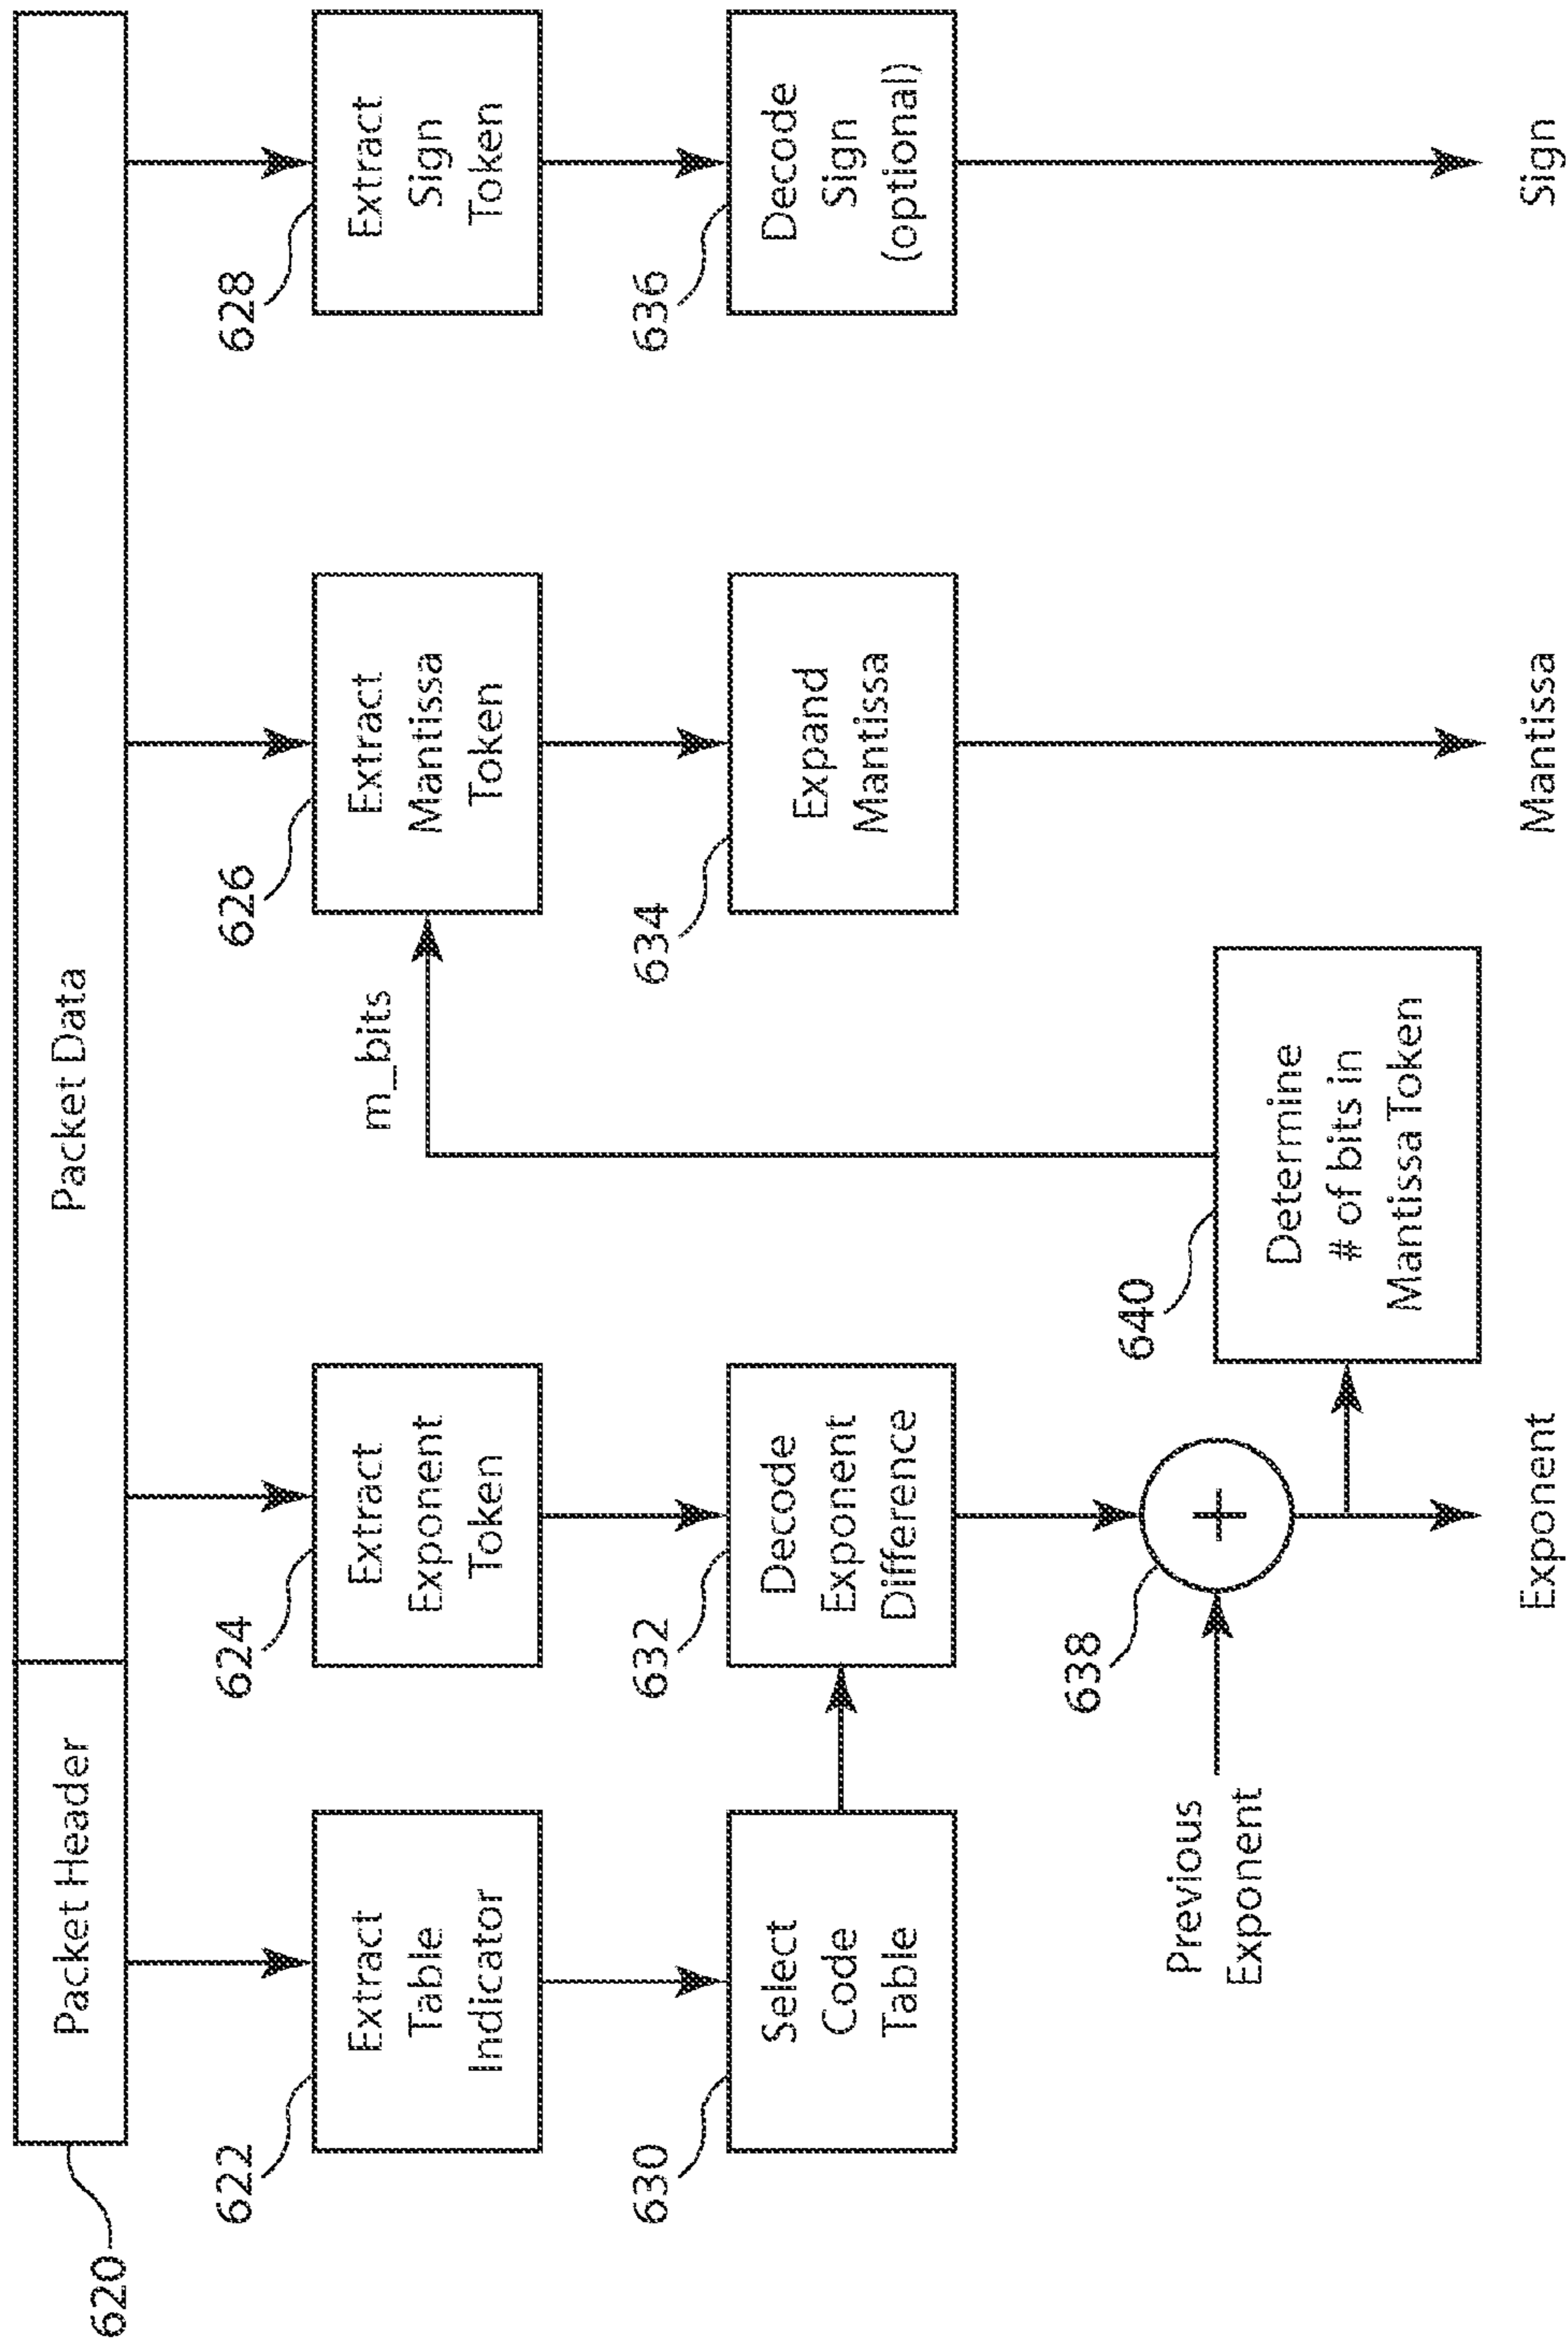 620
Packet Header
Packet Data
622
Extract
Table
Indicator
624
Extract
Exponent
Token
626
Extract
Mantissa
Token
628
Extract
Sign
Token
m_bits
630
Select
Code
Table
632
Decode
Exponent
Difference
634
Expand
Mantissa
636
Decode
Sign
(optional)
Previous
Exponent
638
+
640
Determine
# of bits in
Mantissa Token
Exponent
Mantissa
Sign